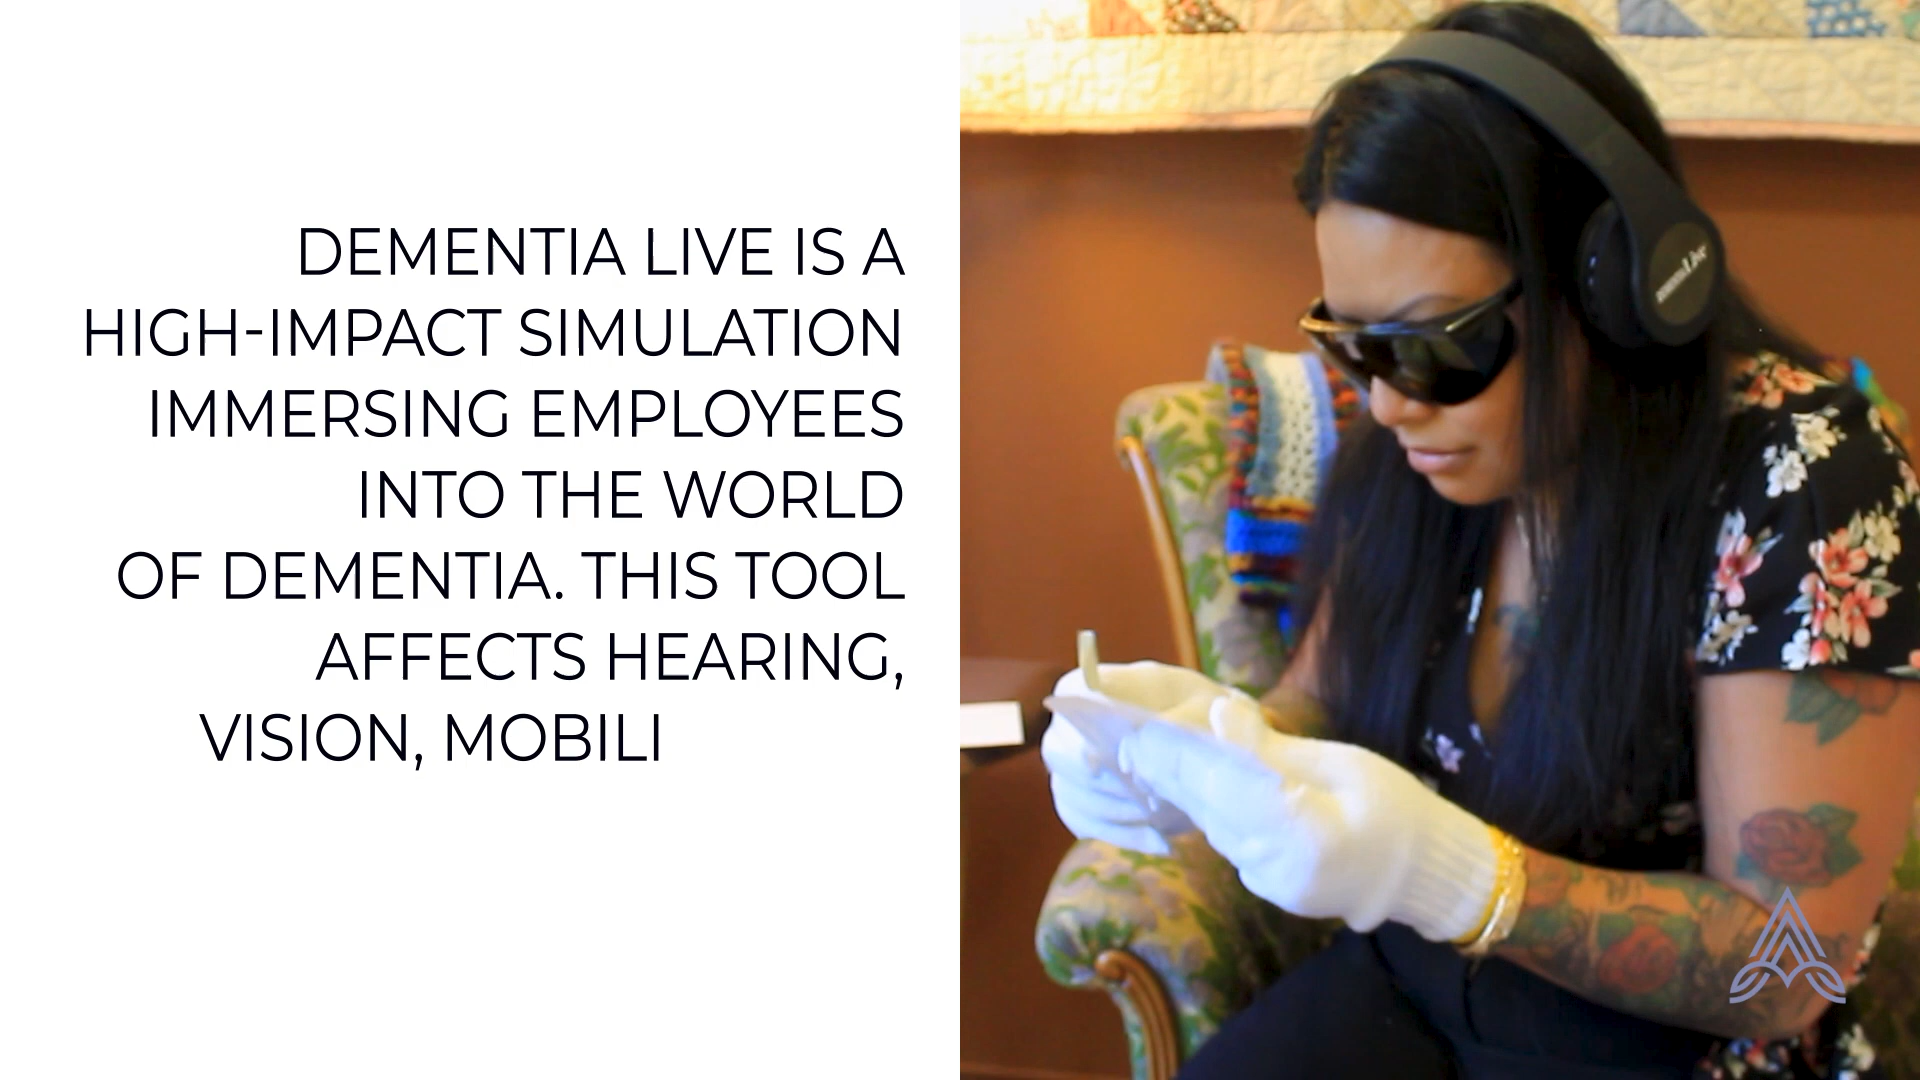 DEMENTIA LIVE IS A
HIGH-IMPACT SIMULATION
IMMERSING EMPLOYEES
INTO THE WORLD
OF DEMENTIA. THIS TOOL
AFFECTS HEARING,
VISION, MOBILI
Live